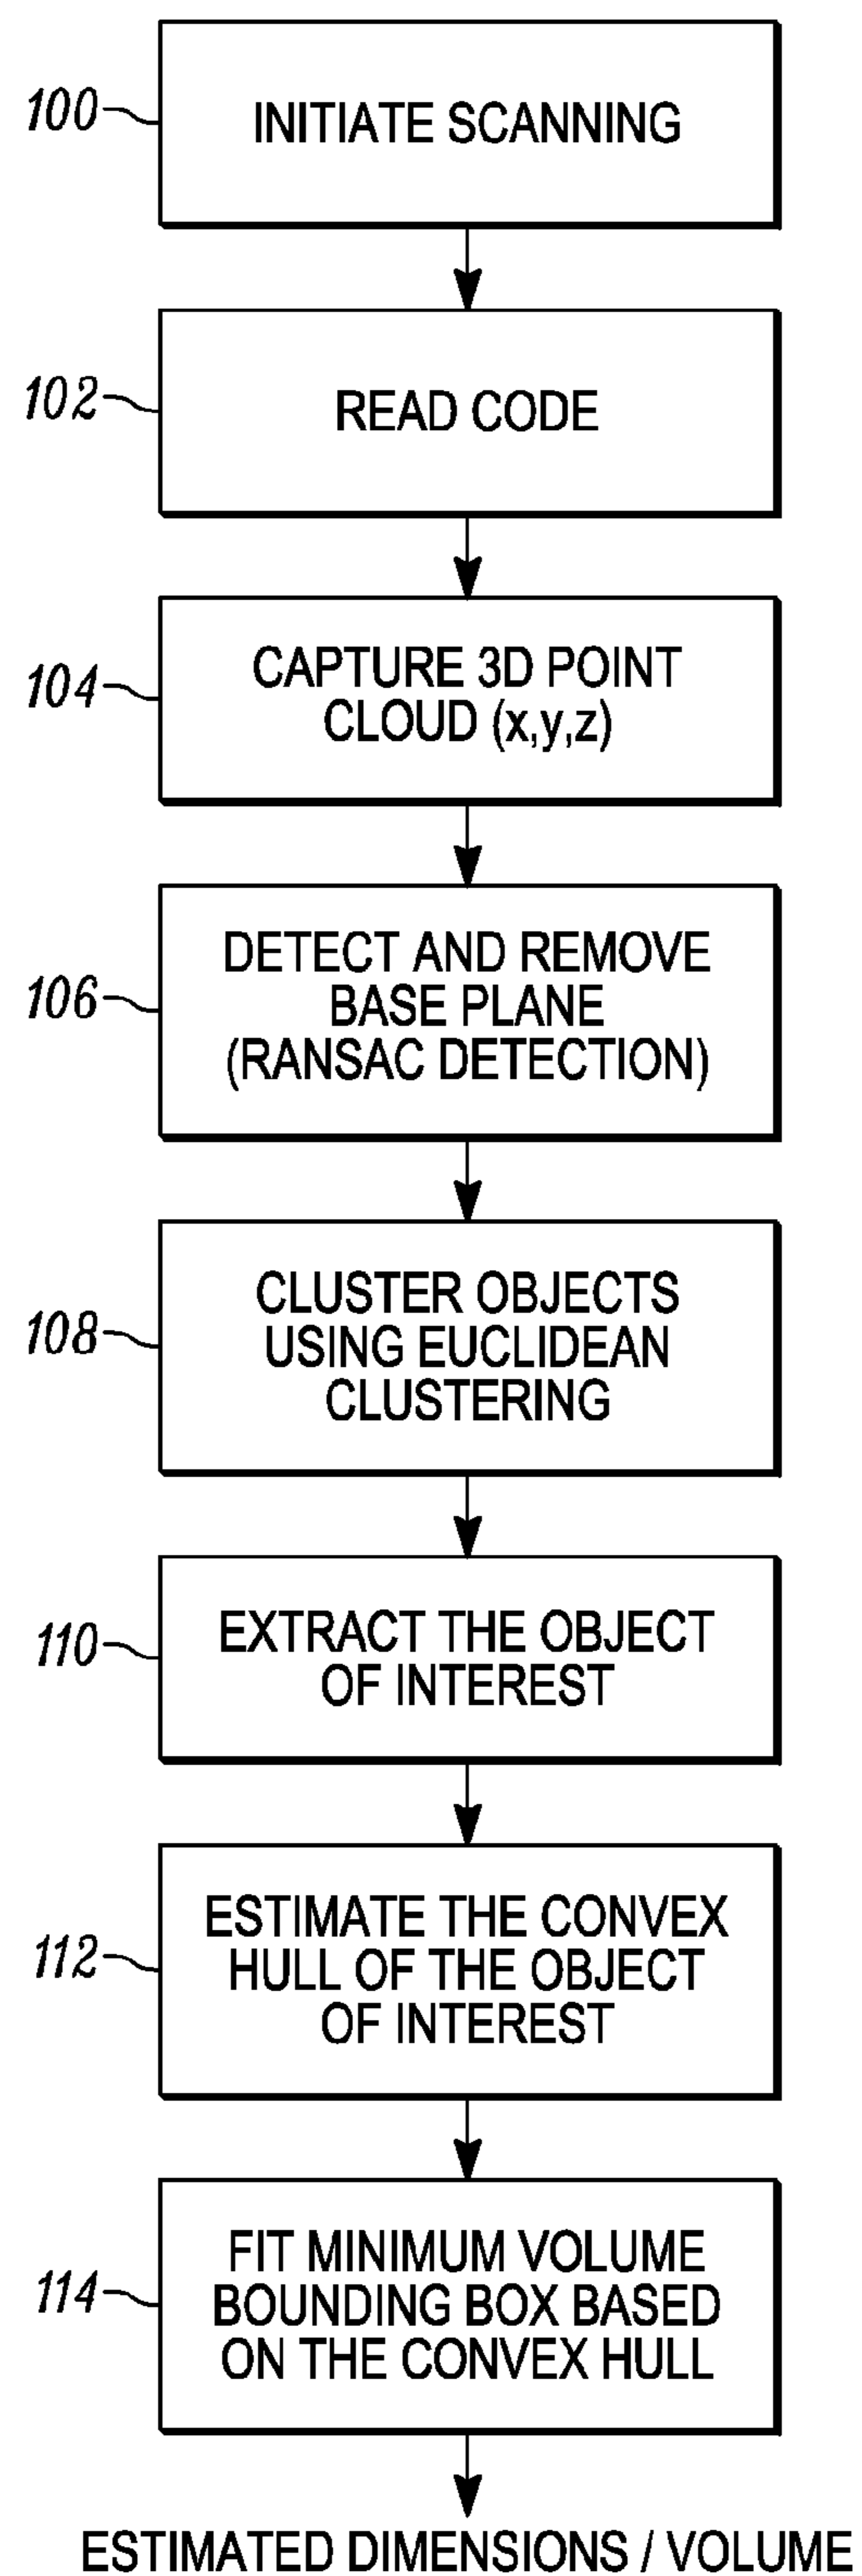 100
INITIATE SCANNING
102
READ CODE
104
CAPTURE 3D POINT
CLOUD (x,y,z)
106
DETECT AND REMOVE
BASE PLANE
(RANSAC DETECTION)
108
CLUSTER OBJECTS
USING EUCLIDEAN
CLUSTERING
110
EXTRACT THE OBJECT
OF INTEREST
112
ESTIMATE THE CONVEX
HULL OF THE OBJECT
OF INTEREST
114
FIT MINIMUM VOLUME
BOUNDING BOX BASED
ON THE CONVEX HULL
ESTIMATED DIMENSIONS / VOLUME